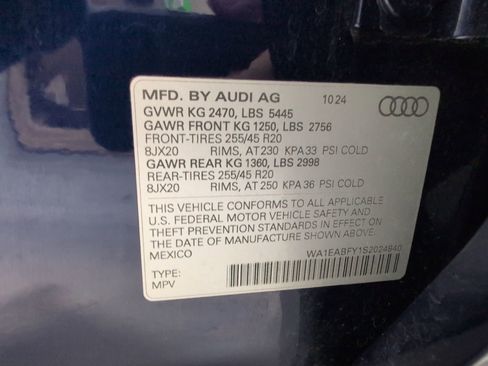 MFD. BY AUDI AG 10 24
GVWR KG 2470, LBS 5445
GAWR FRONT KG 1250, LBS 2756
FRONT-TIRES 255/45 R20
8JX20 RIMS, AT 230 KPA 33 PSI COLD
GAWR REAR KG 1360, LBS 2998
REAR-TIRES 255/45 R20
8JX20 RIMS, AT 250 KPA 36 PSI COLD
THIS VEHICLE CONFORMS TO ALL APPLICABLE
U.S. FEDERAL MOTOR VEHICLE SAFETY AND
THEFT PREVENTION STANDARDS IN EFFECT ON
THE DATE OF MANUFACTURE SHOWN ABOVE.
MEXICO WA1EABFY1S2024840
TYPE:
MPV